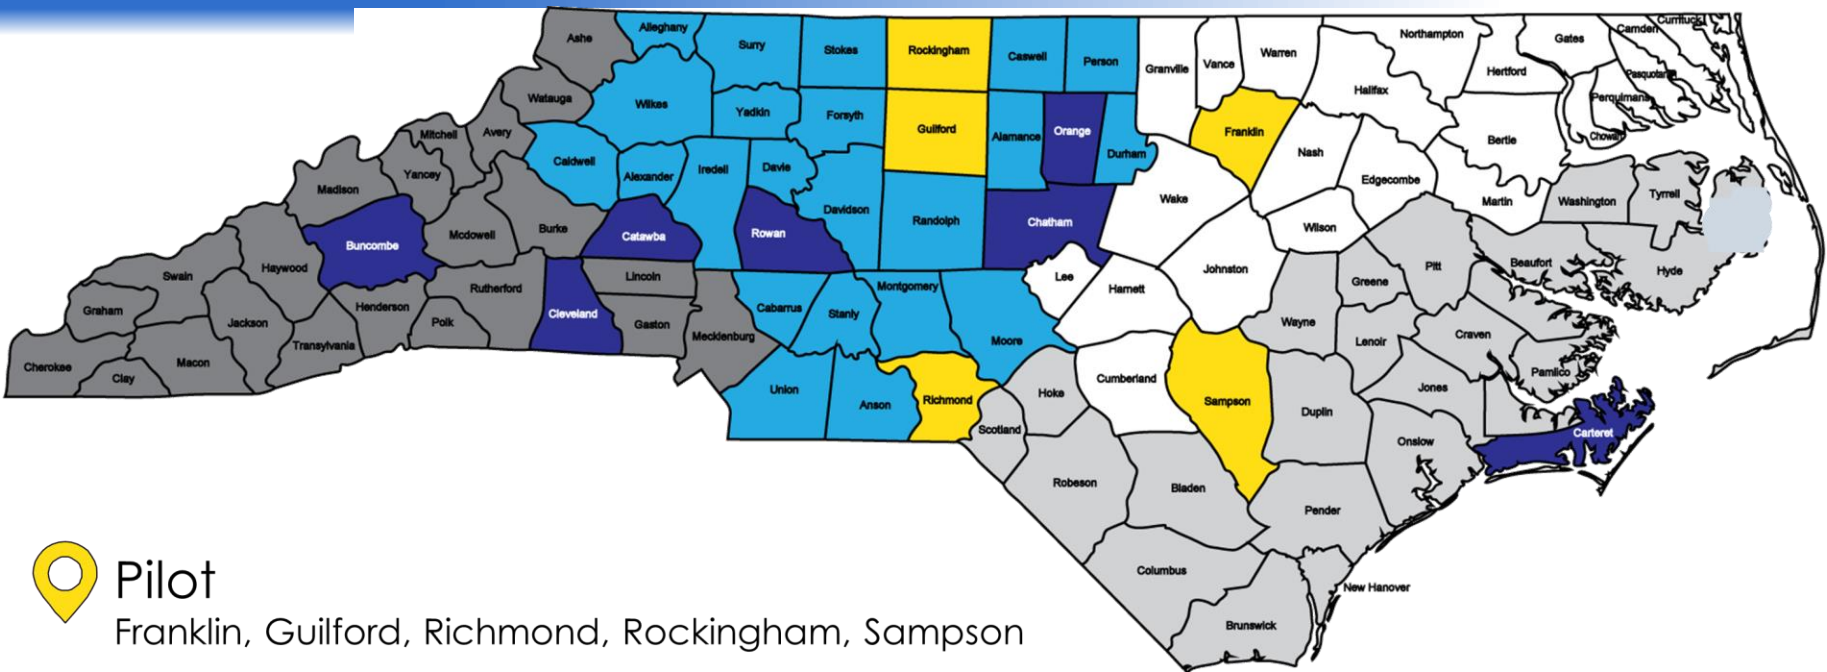 Ashe
Alleghany
Surry
Stokes
Rockingham
Caswell
Person
Granville
Vance
Warren
Northampton
Gates
Camden
Currituck
Hertford
Pasquotank
Halifax
Perquimans
Chowan
Bertie
Watauga
Wilkes
Yadkin
Forsyth
Guilford
Alamance
Orange
Durham
Franklin
Nash
Edgecombe
Martin
Washington
Tyrrell
Mitchell
Avery
Caldwell
Alexander
Iredell
Davie
Madison
Yancey
Davidson
Randolph
Chatham
Wake
Wilson
Buncombe
Mcdowell
Burke
Catawba
Rowan
Swain
Haywood
Lincoln
Lee
Johnston
Greene
Pitt
Beaufort
Hyde
Graham
Jackson
Henderson
Rutherford
Polk
Cleveland
Gaston
Mecklenburg
Cabarrus
Stanly
Montgomery
Moore
Harnett
Wayne
Lenoir
Craven
Pamlico
Cherokee
Clay
Macon
Transylvania
Union
Anson
Richmond
Scotland
Hoke
Cumberland
Sampson
Duplin
Jones
Onslow
Carteret
Robeson
Bladen
Pender
Columbus
Brunswick
New Hanover
Pilot
Franklin, Guilford, Richmond, Rockingham, Sampson